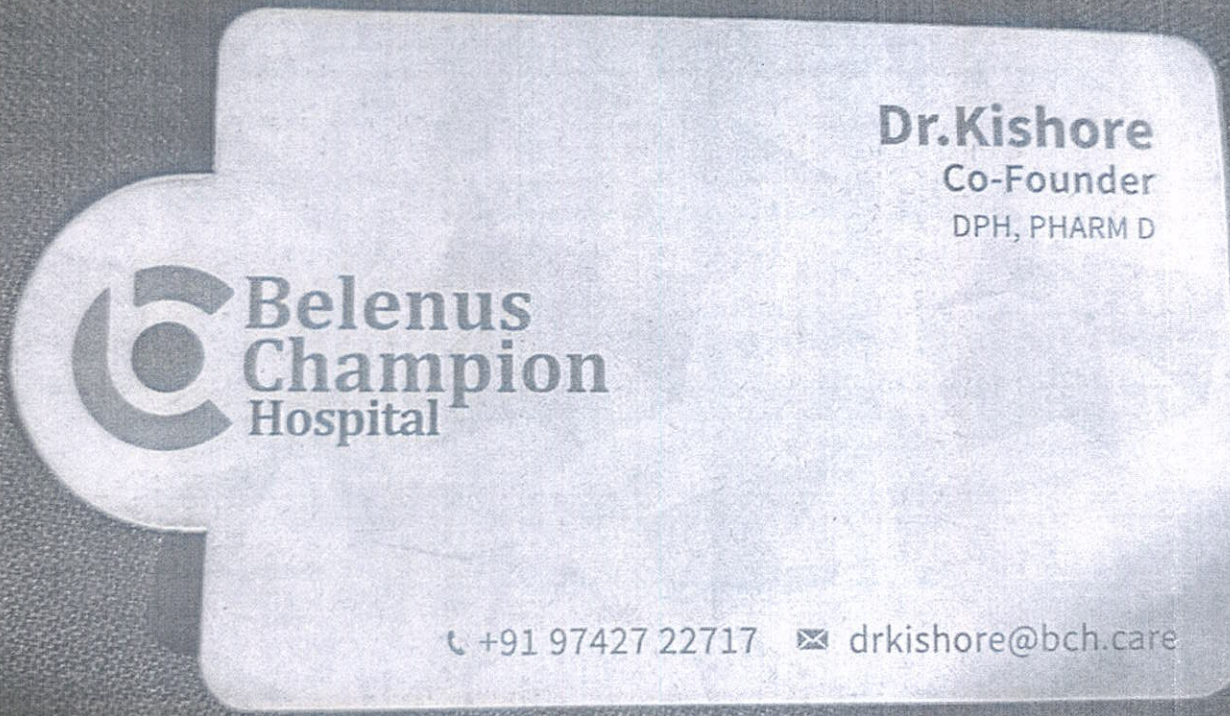 Dr.Kishore
Co-Founder
DPH, PHARM D
Belenus
Champion
Hospital
+91 97427 22717 drkishore@bch.care